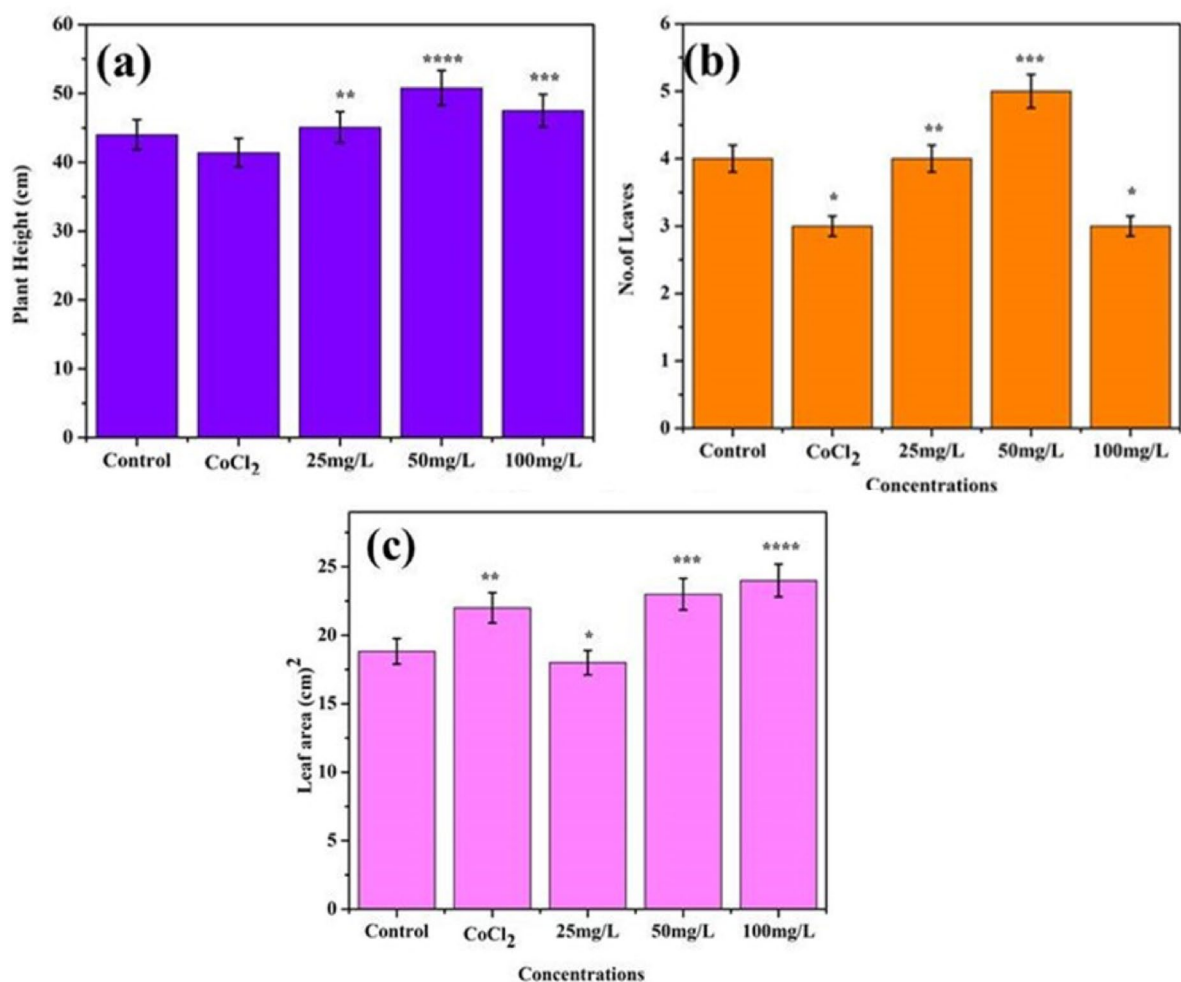 (a)
Plant Height (cm)
60
50
40
30
20
10
0
** **** ***
Control CoCl₂ 25mg/L 50mg/L 100mg/L
(b)
No.of Leaves
6
5
4
3
2
1
0
* ** *** *
Control CoCl₂ 25mg/L 50mg/L 100mg/L
Concentrations
(c)
Leaf area (cm)²
25
20
15
10
5
0
** * *** ****
Control CoCl₂ 25mg/L 50mg/L 100mg/L
Concentrations